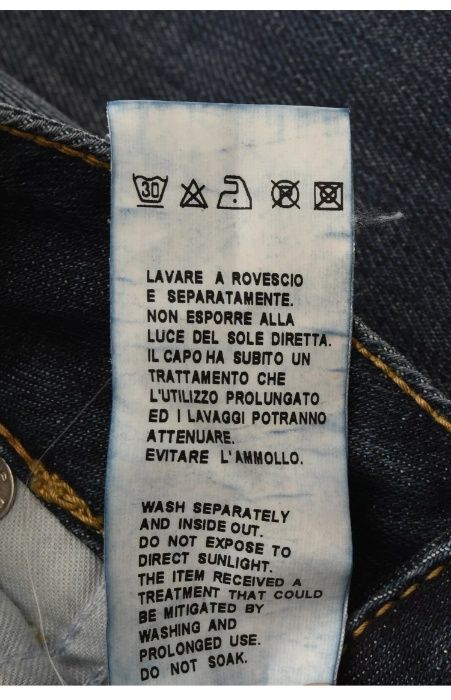 30
LAVARE A ROVESCIO
E SEPARATAMENTE.
NON ESPORRE ALLA
LUCE DEL SOLE DIRETTA.
IL CAPO HA SUBITO UN
TRATTAMENTO CHE
L'UTILIZZO PROLUNGATO
ED I LAVAGGI POTRANNO
ATTENUARE.
EVITARE L'AMMOLLO.
WASH SEPARATELY
AND INSIDE OUT.
DO NOT EXPOSE TO
DIRECT SUNLIGHT.
THE ITEM RECEIVED A
TREATMENT THAT COULD
BE MITIGATED BY
WASHING AND
PROLONGED USE.
DO NOT SOAK.